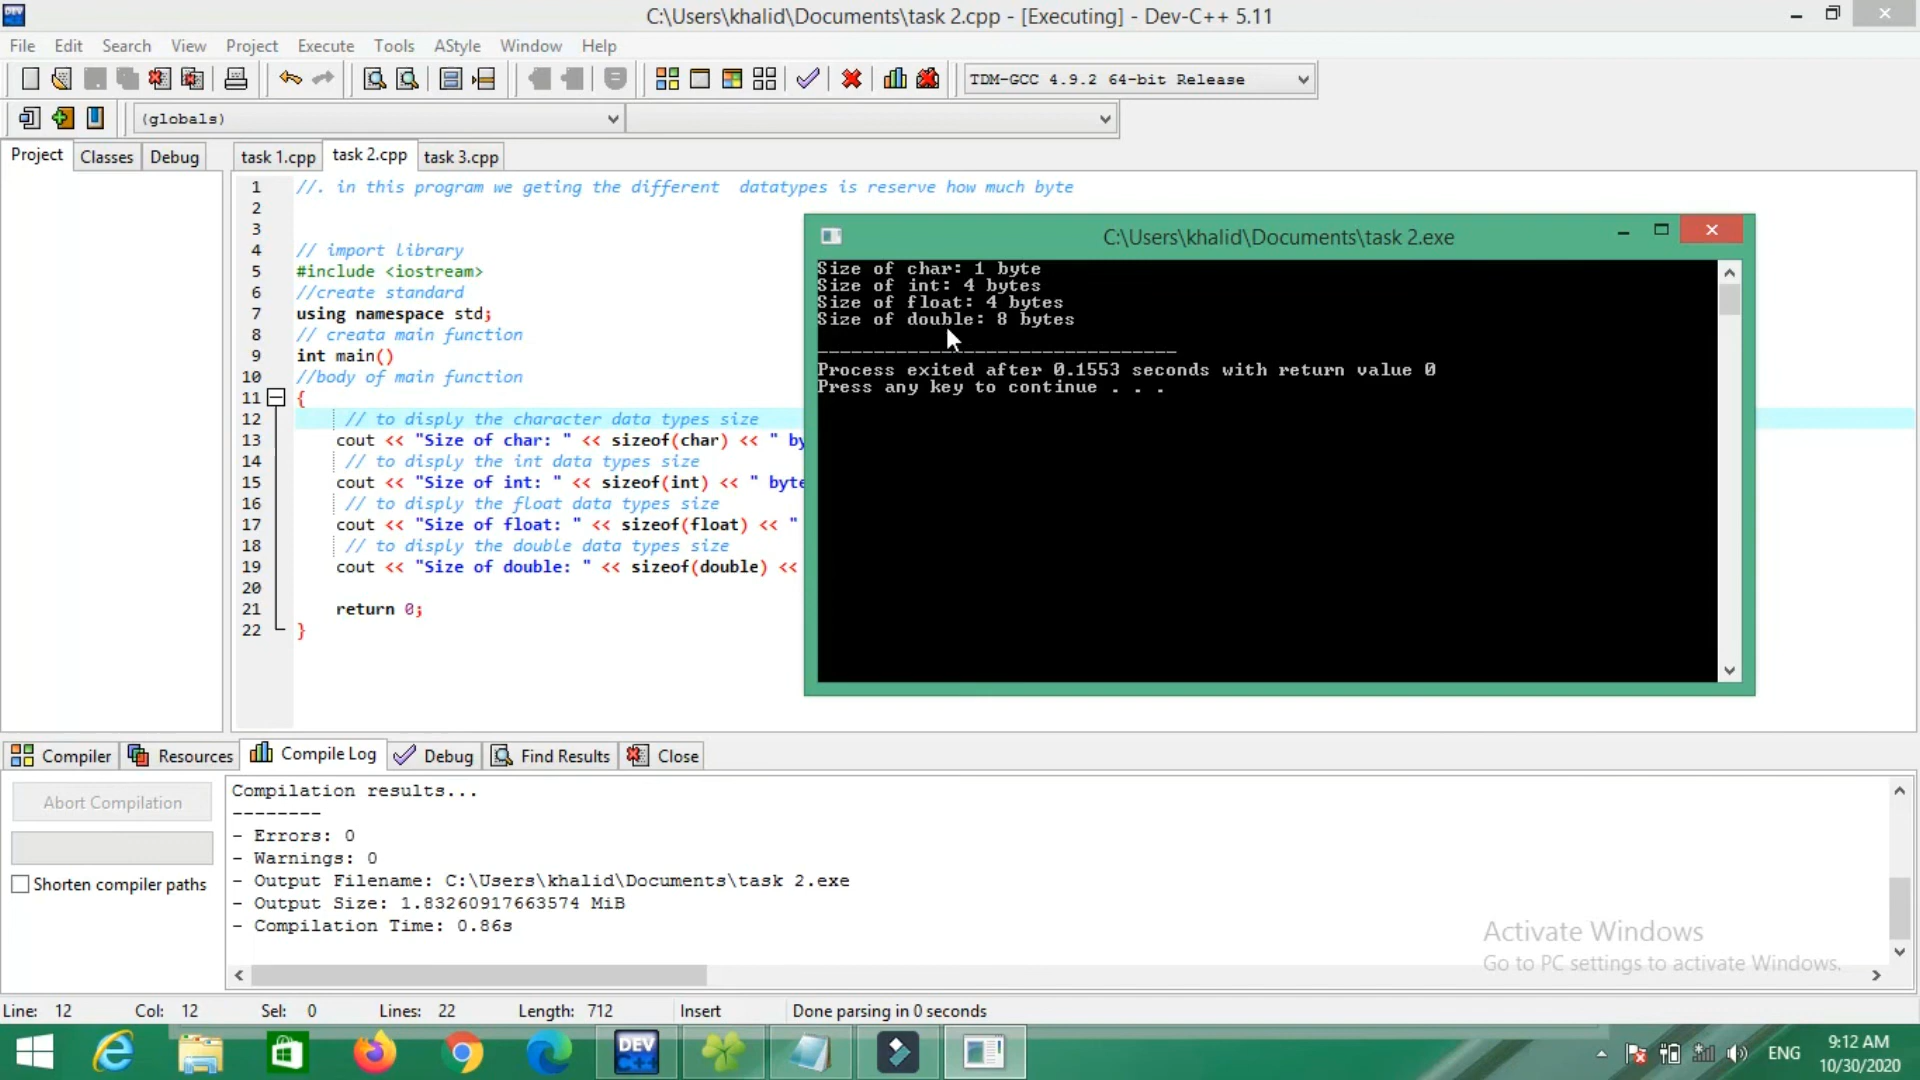 C:\Users\khalid\Documents\task 2.cpp - [Executing] - Dev-C++ 5.11
File Edit Search View Project Execute Tools AStyle Window Help
TDM-GCC 4.9.2 64-bit Release
(globals)
Project Classes Debug
task 1.cpp task 2.cpp task 3.cpp
1 //. in this program we geting the different  datatypes is reserve how much byte
2
3
4 // import library
5 #include <iostream>
6 //create standard
7 using namespace std;
8 // creata main function
9 int main()
10 //body of main function
11 {
12 // to disply the character data types size
13 cout << "Size of char: " << sizeof(char) << " by
14 // to disply the int data types size
15 cout << "Size of int: " << sizeof(int) << " byte
16 // to disply the float data types size
17 cout << "Size of float: " << sizeof(float) << "
18 // to disply the double data types size
19 cout << "Size of double: " << sizeof(double) <<
20
21 return 0;
22 }
C:\Users\khalid\Documents\task 2.exe
Size of char: 1 byte
Size of int: 4 bytes
Size of float: 4 bytes
Size of double: 8 bytes
--------------------------------
Process exited after 0.1553 seconds with return value 0
Press any key to continue . . .
Compiler Resources Compile Log Debug Find Results Close
Abort Compilation
Shorten compiler paths
Compilation results...
--------
- Errors: 0
- Warnings: 0
- Output Filename: C:\Users\khalid\Documents\task 2.exe
- Output Size: 1.83260917663574 MiB
- Compilation Time: 0.86s
Activate Windows
Go to PC settings to activate Windows.
Line: 12 Col: 12 Sel: 0 Lines: 22 Length: 712 Insert Done parsing in 0 seconds
DEV C++
ENG
9:12 AM
10/30/2020